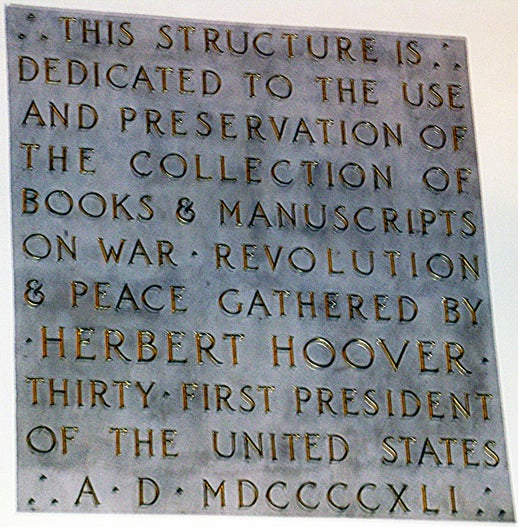 ∴ THIS STRUCTURE IS ∴
DEDICATED TO THE USE
AND PRESERVATION OF
THE COLLECTION OF
BOOKS & MANUSCRIPTS
ON WAR · REVOLUTION
& PEACE GATHERED BY
· HERBERT HOOVER ·
THIRTY · FIRST PRESIDENT
OF THE UNITED STATES
∴ A · D · MDCCCCXLI ∴